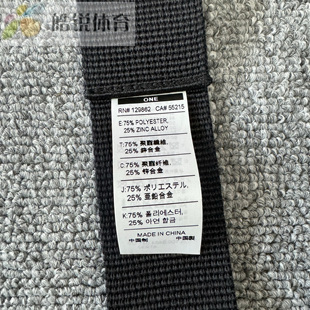 酷锐体育
ONE
RN# 129862 CA# 55215
E:75% POLYESTER,
25% ZINC ALLOY
T:75% 聚酯纖維,
25% 鋅合金
C:75% 聚酯纤维,
25% 锌合金
J:75% ポリエステル,
25% 亜鉛合金
K:75% 폴리에스터,
25% 아연 합금
MADE IN CHINA
中国制 中国製